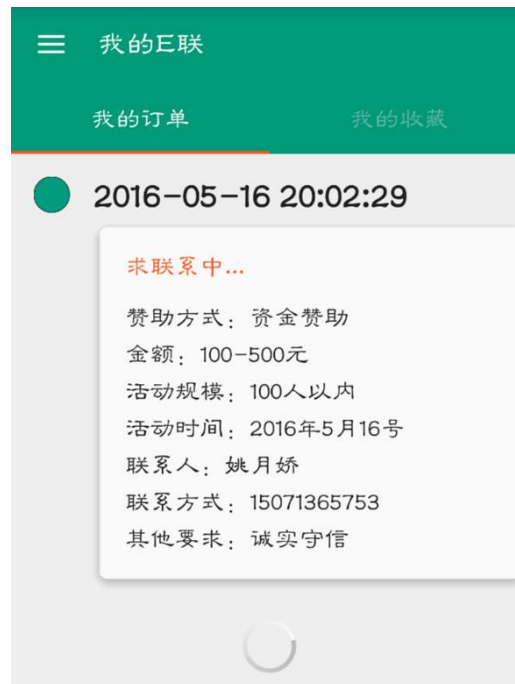 我的E联
我的订单
我的收藏
2016-05-16 20:02:29
求联系中...
赞助方式：资金赞助
金额：100-500元
活动规模：100人以内
活动时间：2016年5月16号
联系人：姚月娇
联系方式：15071365753
其他要求：诚实守信